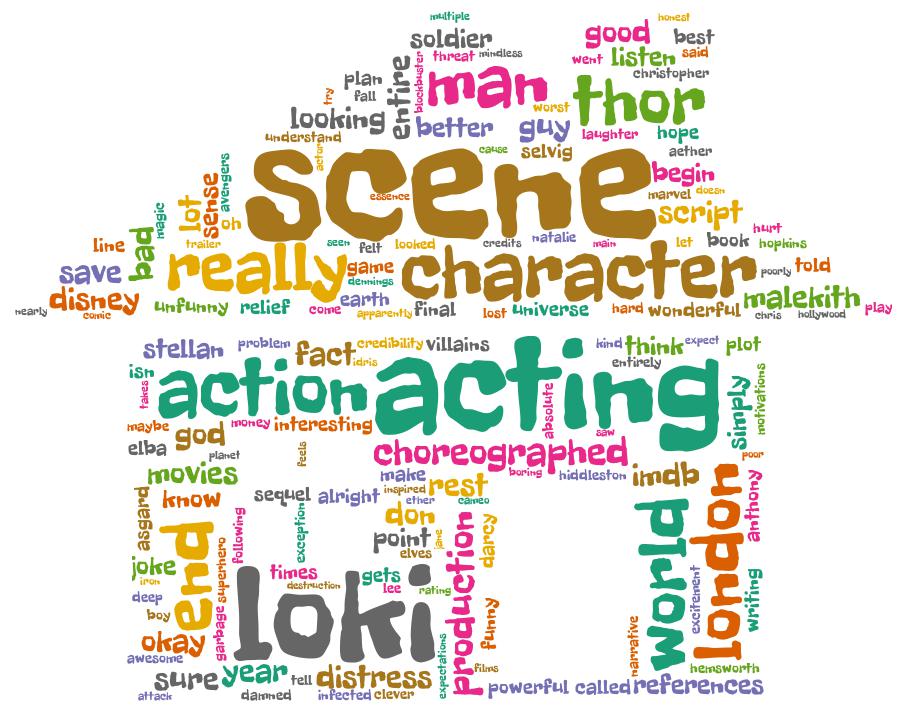 multiple
honest
soldier
good
best
threat
mindless
went
listen
said
christopher
plan
entire
blockbuster
man
thor
fall
try
worst
looking
better
guy
laughter
hope
understand
actor
cause
selvig
aether
scene
essence
begin
marvel
doesn
script
avengers
sense
lot
oh
magic
bad
line
trailer
seen
felt
looked
credits
natalie
main
let
book
hurt
hopkins
save
really
game
dennings
character
poorly
told
disney
comic
nearly
unfunny
relief
come
earth
apparently
final
lost
universe
hard
wonderful
malekith
chris
hollywood
play
stellan
problem
fact
credibility
villains
idris
kind
think
expect
plot
entirely
isn
takes
action
acting
absolute
simply
motivations
maybe
god
money
interesting
saw
elba
planet
feels
choreographed
boring
hiddleston
imdb
poor
movies
make
inspired
rest
know
sequel
alright
ether
cameo
asgard
end
following
exception
don
point
elves
jane
production
darcy
world
london
anthony
joke
iron
superhero
garbage
loki
times
destruction
gets
lee
rating
deep
boy
okay
awesome
funny
excitement
writing
narrative
hemsworth
sure
year
tell
distress
expectations
films
powerful
called
references
attack
damned
infected
clever